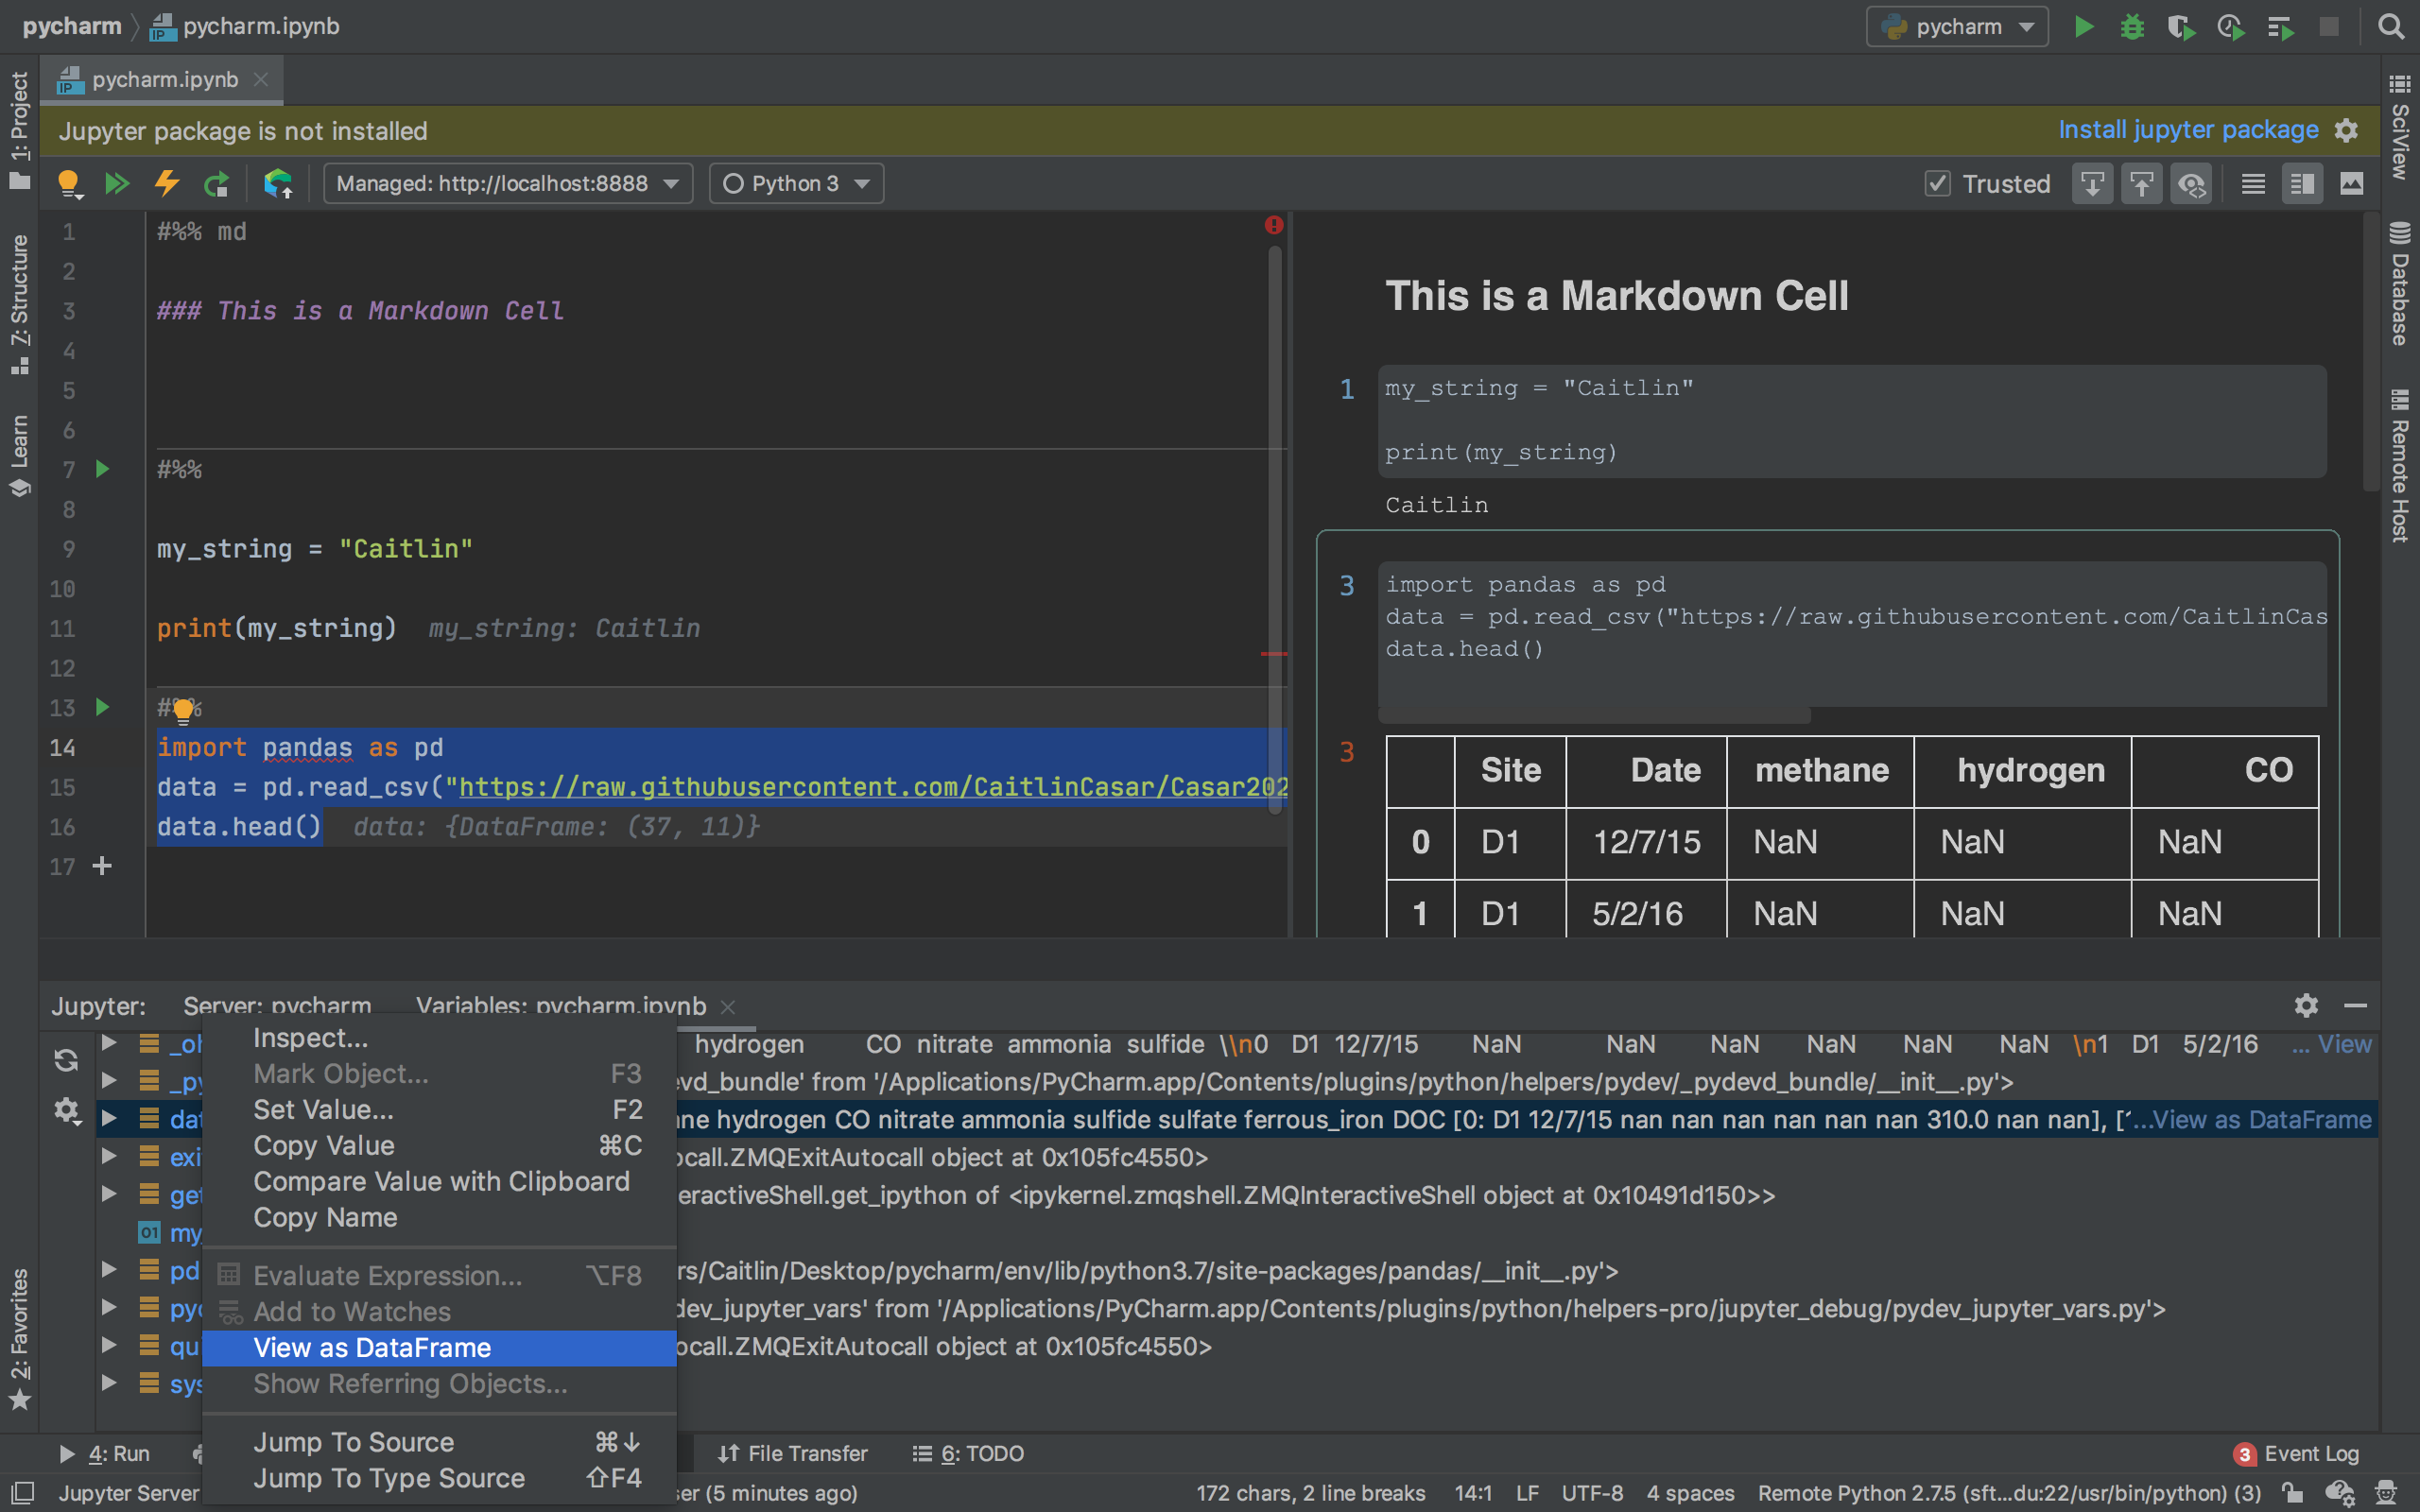 pycharm pycharm.ipynb pycharm
pycharm.ipynb
Jupyter package is not installed Install jupyter package
Managed: http://localhost:8888 Python 3 Trusted
1: Project
Z: Structure
Learn
2: Favorites
SciView
Database
Remote Host
1 #%% md
2
3 ### This is a Markdown Cell
4
5
6
7 #%%
8
9 my_string = "Caitlin"
10
11 print(my_string) my_string: Caitlin
12
13 #%%
14 import pandas as pd
15 data = pd.read_csv("https://raw.githubusercontent.com/CaitlinCasar/Casar202
16 data.head() data: {DataFrame: (37, 11)}
17
This is a Markdown Cell
1 my_string = "Caitlin"
print(my_string)
Caitlin
3 import pandas as pd
data = pd.read_csv("https://raw.githubusercontent.com/CaitlinCas
data.head()
3 Site Date methane hydrogen CO
0 D1 12/7/15 NaN NaN NaN
1 D1 5/2/16 NaN NaN NaN
Jupyter: Server: pycharm Variables: pycharm.ipynb
hydrogen CO nitrate ammonia sulfide \\n0 D1 12/7/15 NaN NaN NaN NaN NaN NaN \n1 D1 5/2/16 ... View
_py evd_bundle' from '/Applications/PyCharm.app/Contents/plugins/python/helpers/pydev/_pydevd_bundle/__init__.py'>
dat ne hydrogen CO nitrate ammonia sulfide sulfate ferrous_iron DOC [0: D1 12/7/15 nan nan nan nan nan nan 310.0 nan nan], ['...View as DataFrame
exi ocall.ZMQExitAutocall object at 0x105fc4550>
get eractiveShell.get_ipython of <ipykernel.zmqshell.ZMQInteractiveShell object at 0x10491d150>>
01 my_
pd rs/Caitlin/Desktop/pycharm/env/lib/python3.7/site-packages/pandas/__init__.py'>
pyd dev_jupyter_vars' from '/Applications/PyCharm.app/Contents/plugins/python/helpers-pro/jupyter_debug/pydev_jupyter_vars.py'>
qu ocall.ZMQExitAutocall object at 0x105fc4550>
sys
Inspect...
Mark Object... F3
Set Value... F2
Copy Value ⌘C
Compare Value with Clipboard
Copy Name
Evaluate Expression... ⌥F8
Add to Watches
View as DataFrame
Show Referring Objects...
Jump To Source ⌘↓
Jump To Type Source ⇧F4
4: Run File Transfer 6: TODO 3 Event Log
Jupyter Server ser (5 minutes ago) 172 chars, 2 line breaks 14:1 LF UTF-8 4 spaces Remote Python 2.7.5 (sft...du:22/usr/bin/python) (3)